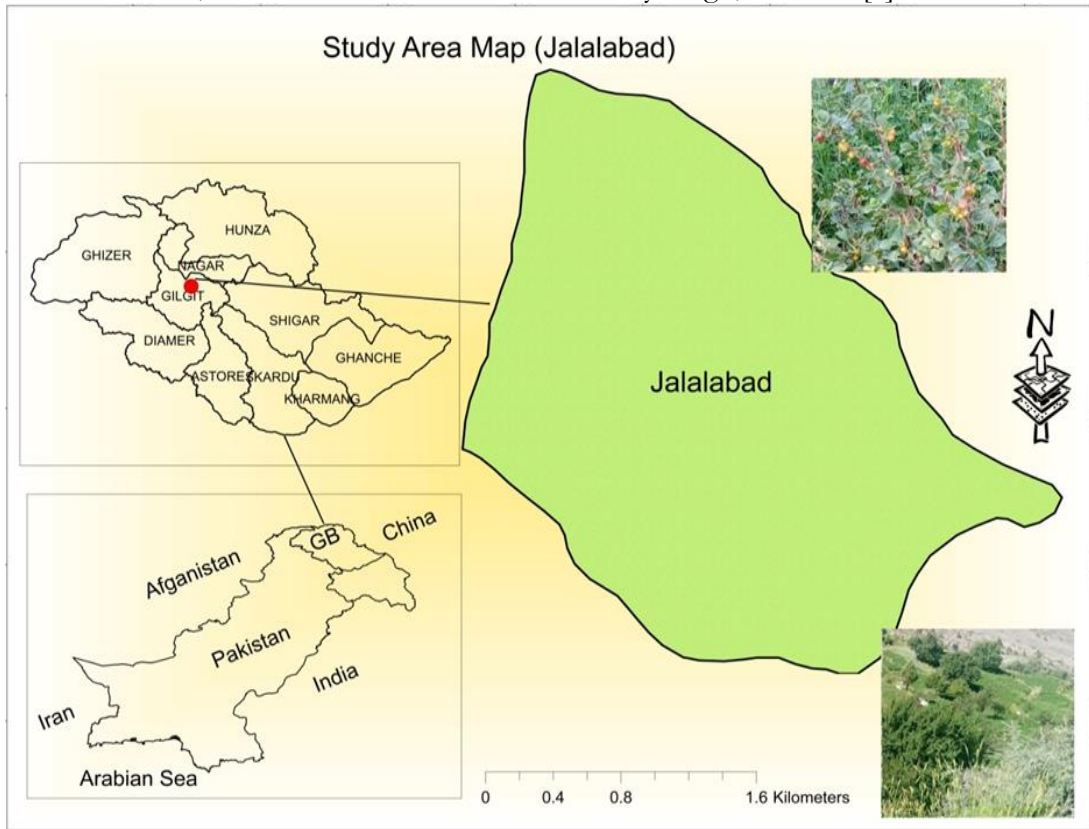 Study Area Map (Jalalabad)
HUNZA
GHIZER
NAGAR
GILGIT
SHIGAR
DIAMER
GHANCHE
ASTORE
SKARDU
KHARMANG
N
Jalalabad
GB
China
Afganistan
Pakistan
India
Iran
Arabian Sea
0 0.4 0.8 1.6 Kilometers